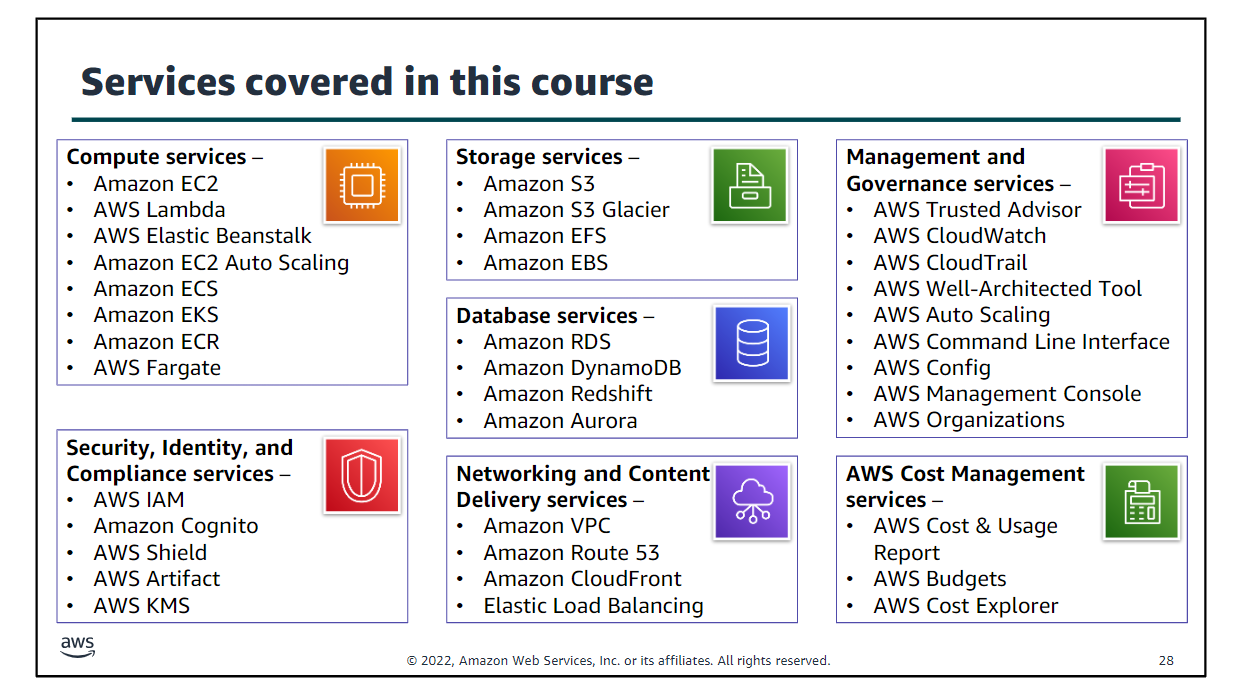 Services covered in this course
Compute services –
• Amazon EC2
• AWS Lambda
• AWS Elastic Beanstalk
• Amazon EC2 Auto Scaling
• Amazon ECS
• Amazon EKS
• Amazon ECR
• AWS Fargate
Security, Identity, and
Compliance services –
• AWS IAM
• Amazon Cognito
• AWS Shield
• AWS Artifact
• AWS KMS
Storage services –
• Amazon S3
• Amazon S3 Glacier
• Amazon EFS
• Amazon EBS
Database services –
• Amazon RDS
• Amazon DynamoDB
• Amazon Redshift
• Amazon Aurora
Networking and Content
Delivery services –
• Amazon VPC
• Amazon Route 53
• Amazon CloudFront
• Elastic Load Balancing
Management and
Governance services –
• AWS Trusted Advisor
• AWS CloudWatch
• AWS CloudTrail
• AWS Well-Architected Tool
• AWS Auto Scaling
• AWS Command Line Interface
• AWS Config
• AWS Management Console
• AWS Organizations
AWS Cost Management
services –
• AWS Cost & Usage
Report
• AWS Budgets
• AWS Cost Explorer
aws
© 2022, Amazon Web Services, Inc. or its affiliates. All rights reserved.
28